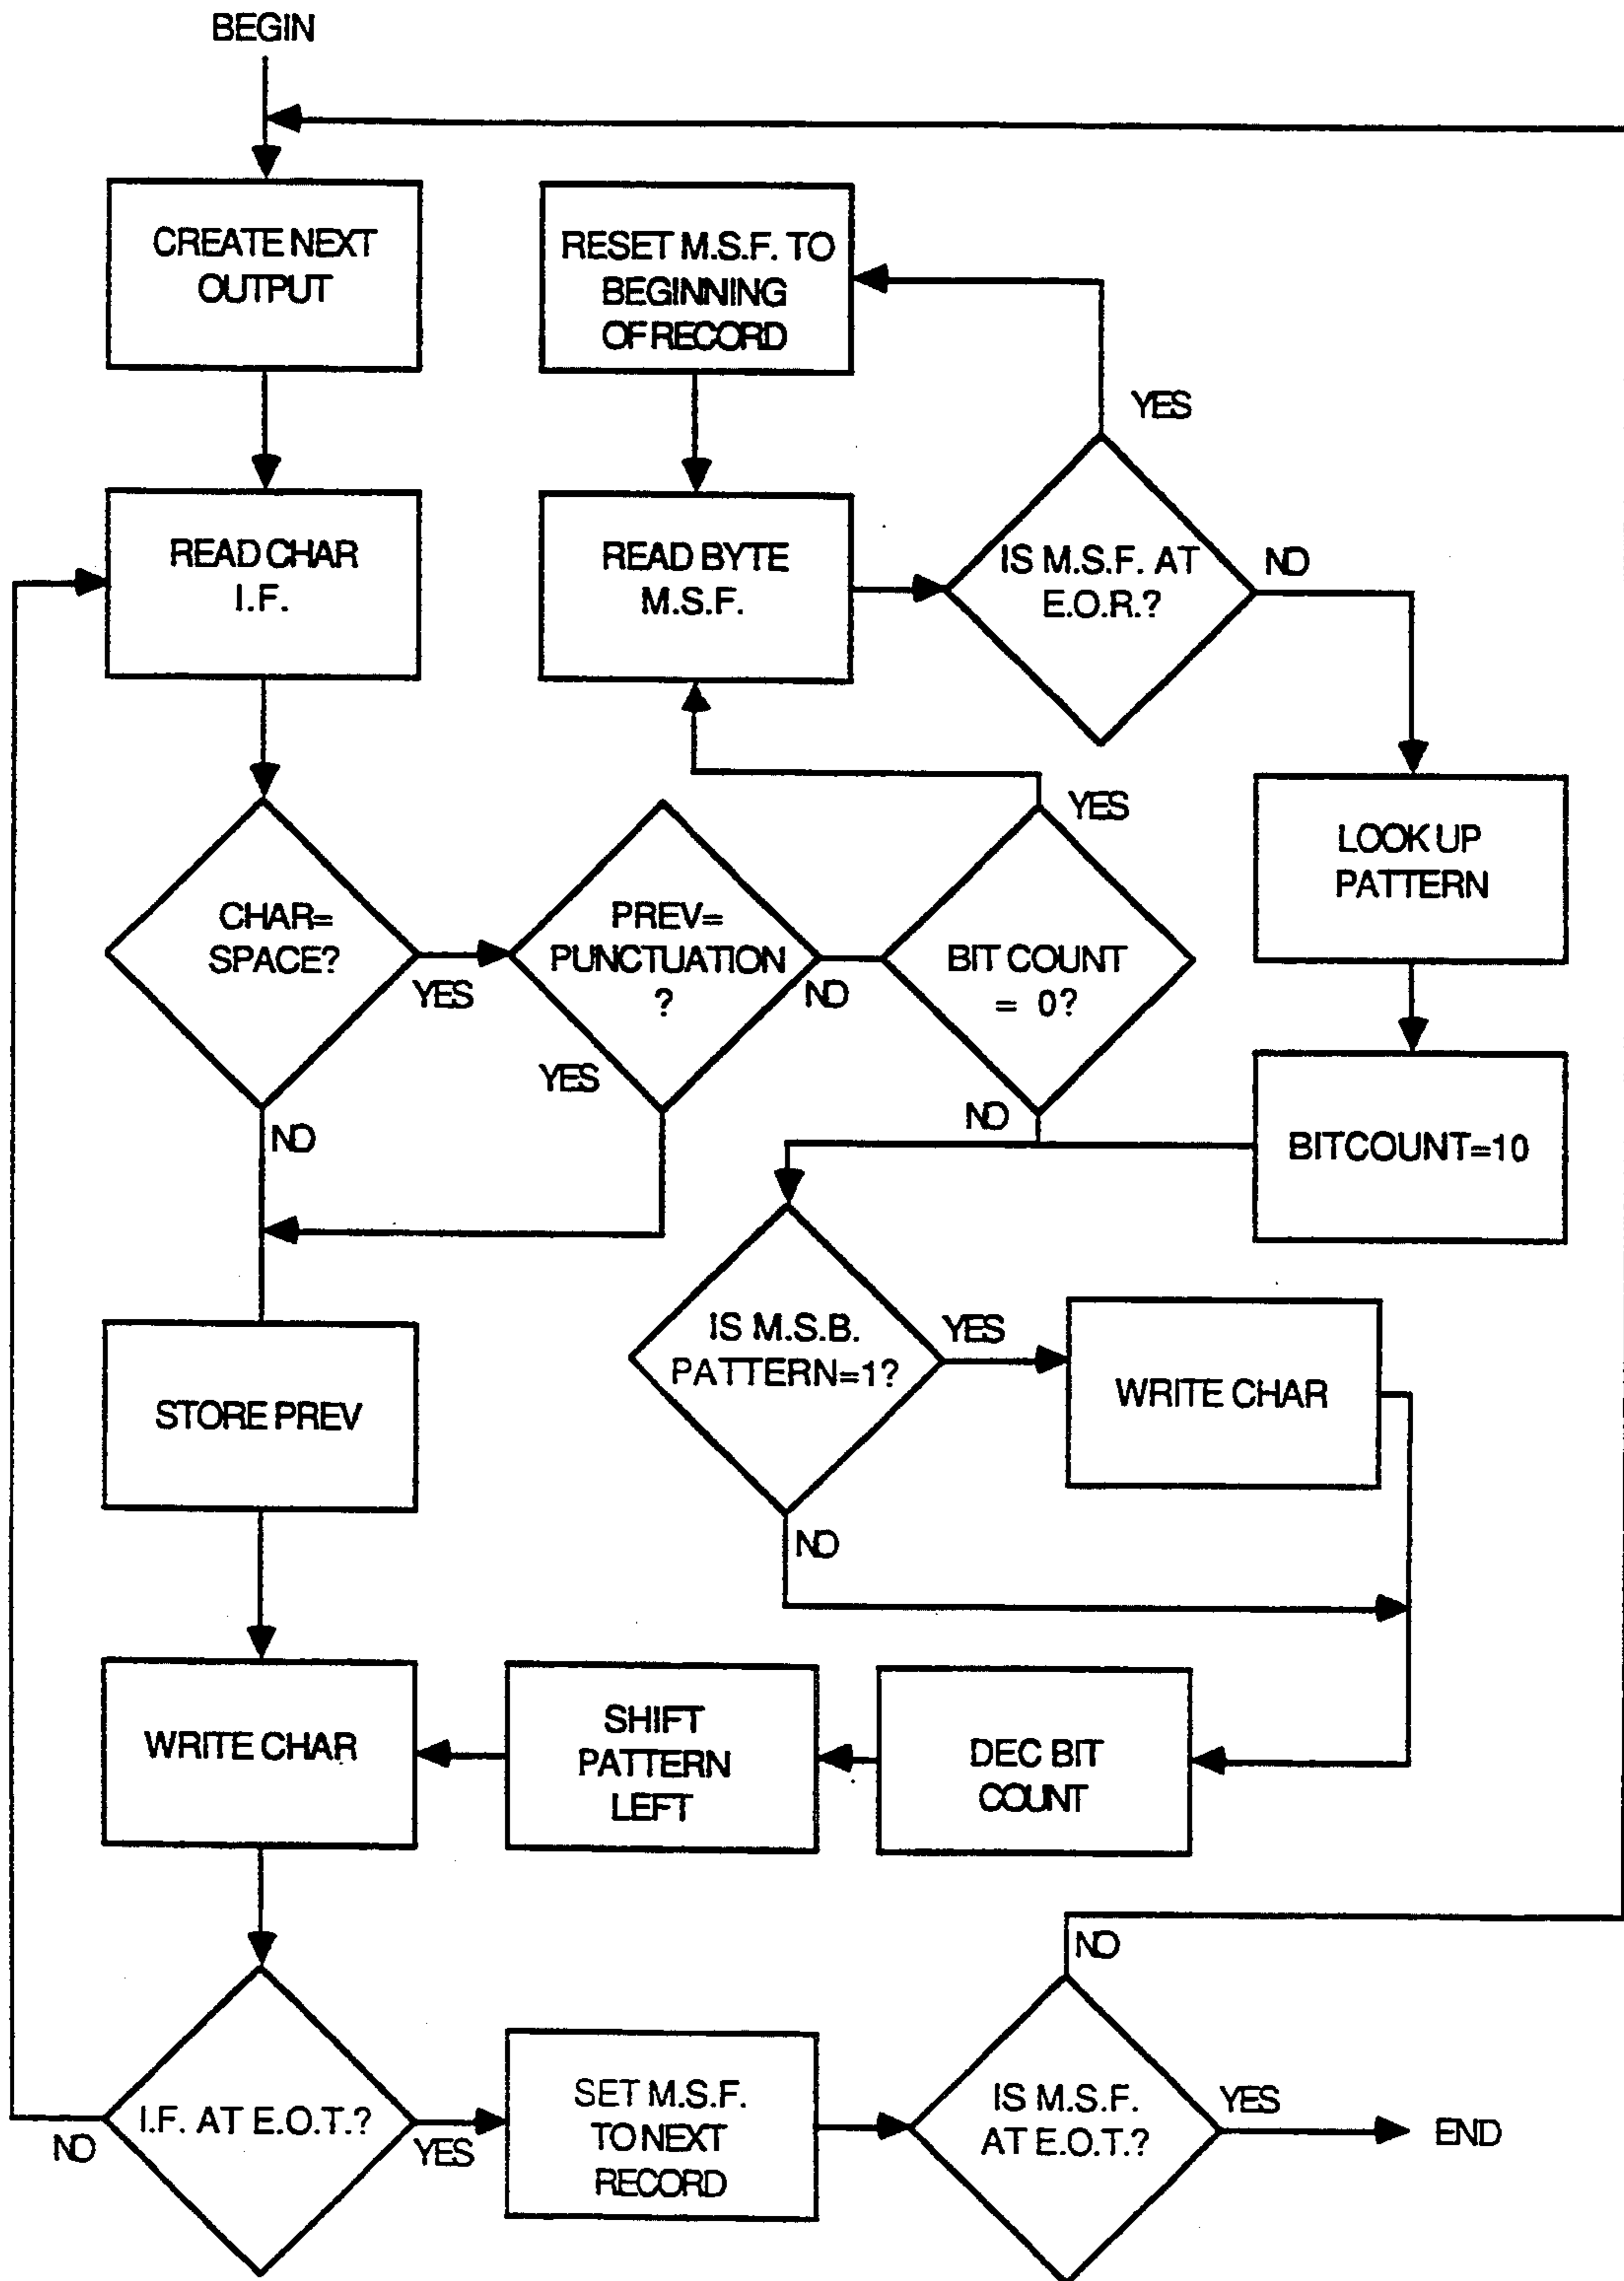 BEGIN
CREATE NEXT
OUTPUT
RESET M.S.F. TO
BEGINNING
OF RECORD
YES
READ CHAR
I.F.
READ BYTE
M.S.F.
IS M.S.F. AT
E.O.R.?
NO
CHAR=
SPACE?
YES
PREV=
PUNCTUATION
?
NO
YES
BIT COUNT
= 0?
YES
NO
LOOK UP
PATTERN
BITCOUNT=10
NO
STORE PREV
IS M.S.B.
PATTERN=1?
YES
WRITE CHAR
NO
WRITE CHAR
SHIFT
PATTERN
LEFT
DEC BIT
COUNT
I.F. AT E.O.T.?
NO
YES
SET M.S.F.
TO NEXT
RECORD
NO
IS M.S.F.
AT E.O.T.?
YES
END